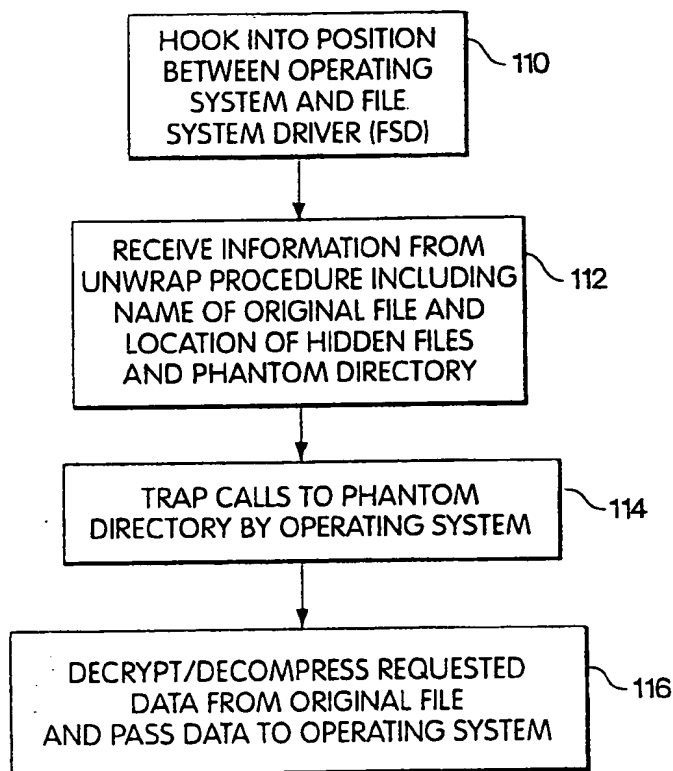 HOOK INTO POSITION
BETWEEN OPERATING
SYSTEM AND FILE
SYSTEM DRIVER (FSD)
110
RECEIVE INFORMATION FROM
UNWRAP PROCEDURE INCLUDING
NAME OF ORIGINAL FILE AND
LOCATION OF HIDDEN FILES
AND PHANTOM DIRECTORY
112
TRAP CALLS TO PHANTOM
DIRECTORY BY OPERATING SYSTEM
114
DECRYPT/DECOMPRESS REQUESTED
DATA FROM ORIGINAL FILE
AND PASS DATA TO OPERATING SYSTEM
116